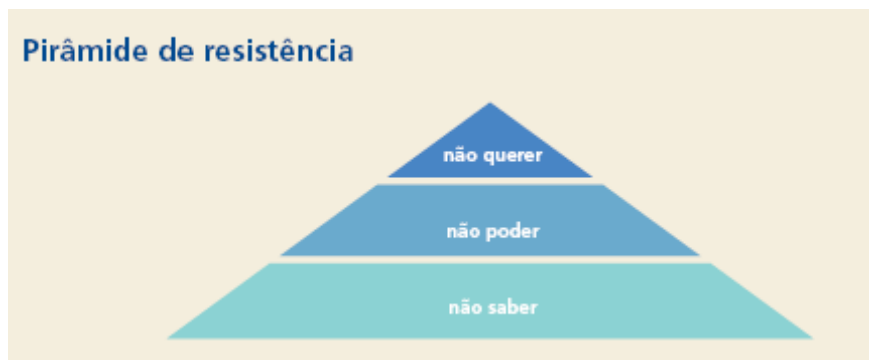 Pirâmide de resistência
não querer
não poder
não saber